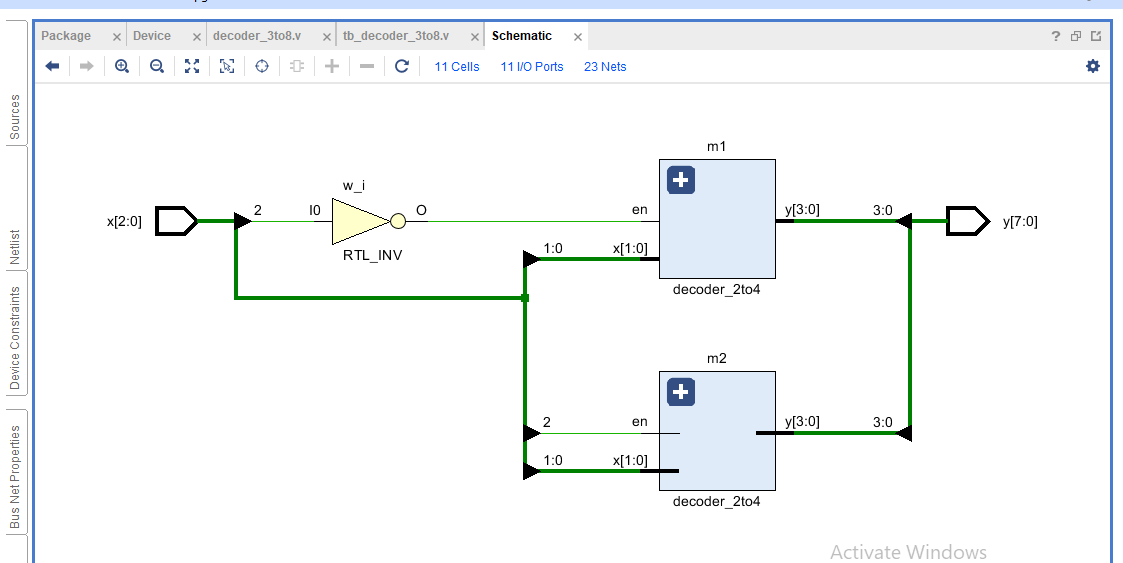 Package
Device
decoder_3to8.v
tb_decoder_3to8.v
Schematic
?
11 Cells
11 I/O Ports
23 Nets
Sources
Netlist
Device Constraints
Bus Net Properties
x[2:0]
2
I0
w_i
O
RTL_INV
m1
en
x[1:0]
1:0
y[3:0]
3:0
y[7:0]
decoder_2to4
m2
2
en
1:0
x[1:0]
y[3:0]
3:0
decoder_2to4
Activate Windows